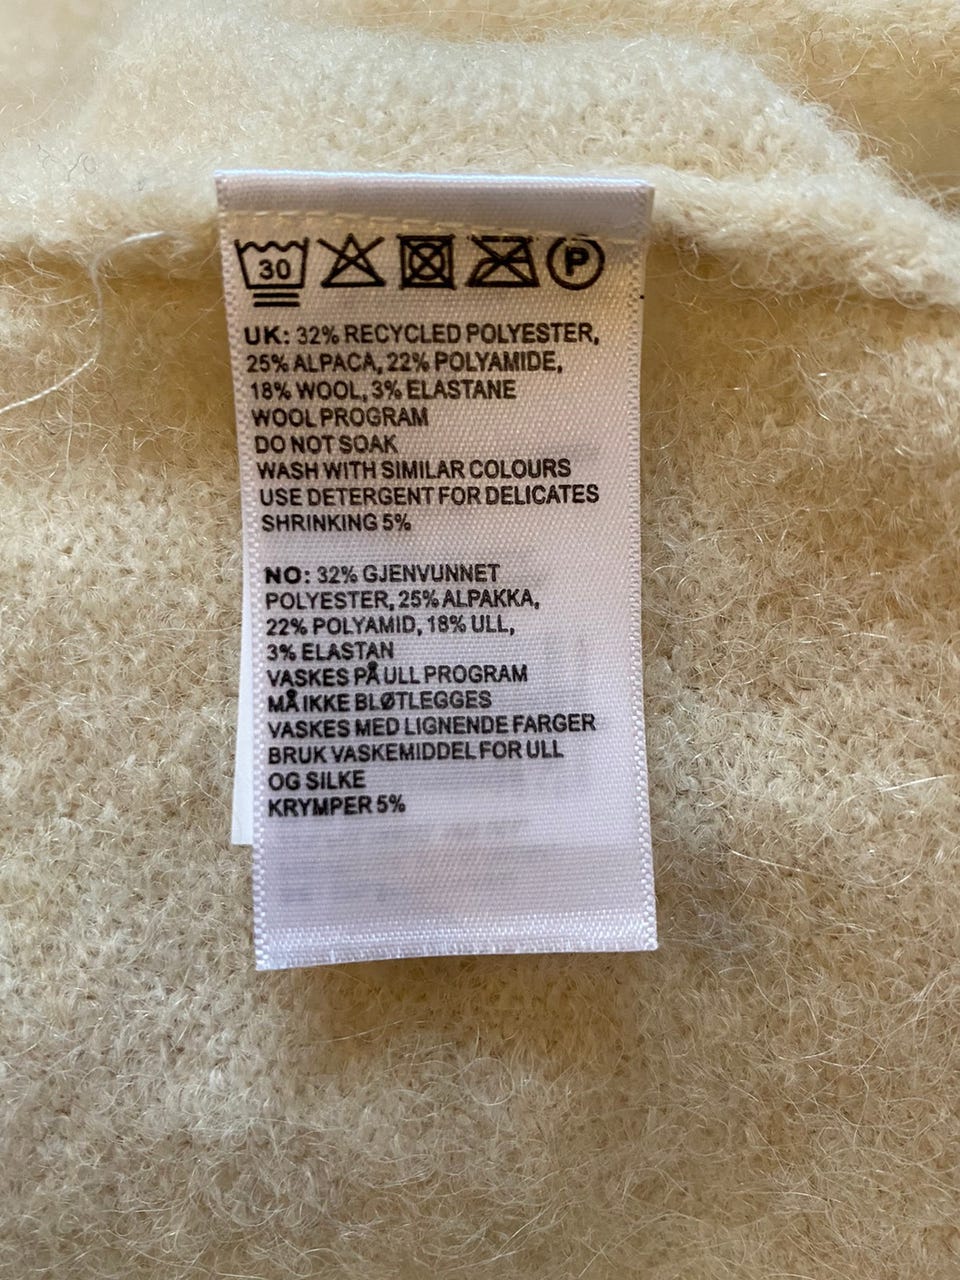 30 P
UK: 32% RECYCLED POLYESTER,
25% ALPACA, 22% POLYAMIDE,
18% WOOL, 3% ELASTANE
WOOL PROGRAM
DO NOT SOAK
WASH WITH SIMILAR COLOURS
USE DETERGENT FOR DELICATES
SHRINKING 5%
NO: 32% GJENVUNNET
POLYESTER, 25% ALPAKKA,
22% POLYAMID, 18% ULL,
3% ELASTAN
VASKES PÅ ULL PROGRAM
MÅ IKKE BLØTLEGGES
VASKES MED LIGNENDE FARGER
BRUK VASKEMIDDEL FOR ULL
OG SILKE
KRYMPER 5%